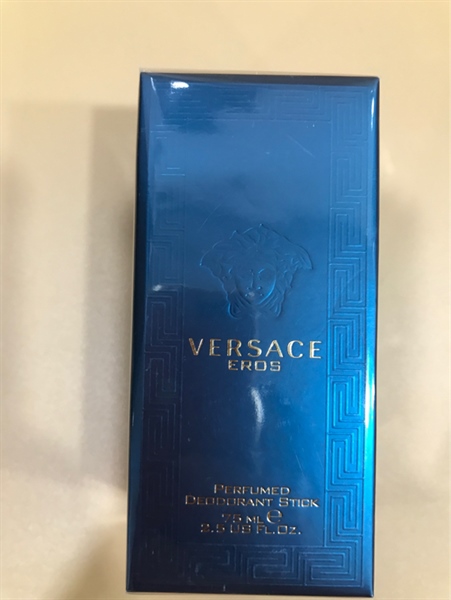 VERSACE
EROS
PERFUMED
DEODORANT STICK
75 ML e
2.5 US FL.OZ.